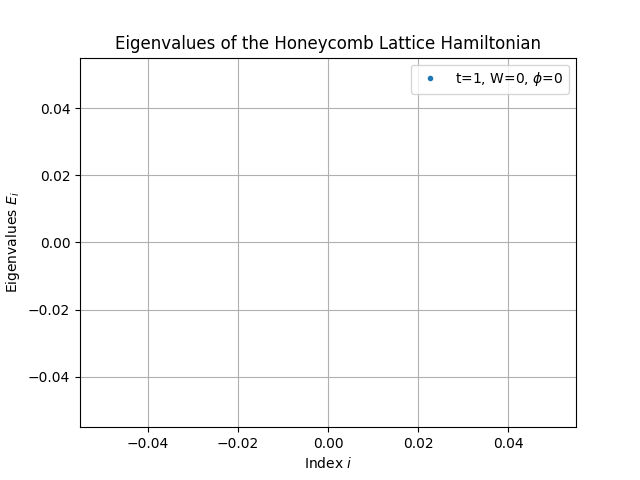 Eigenvalues of the Honeycomb Lattice Hamiltonian
t=1, W=0, ϕ=0
0.04
0.02
0.00
−0.02
−0.04
Eigenvalues E_i
−0.04 −0.02 0.00 0.02 0.04
Index i